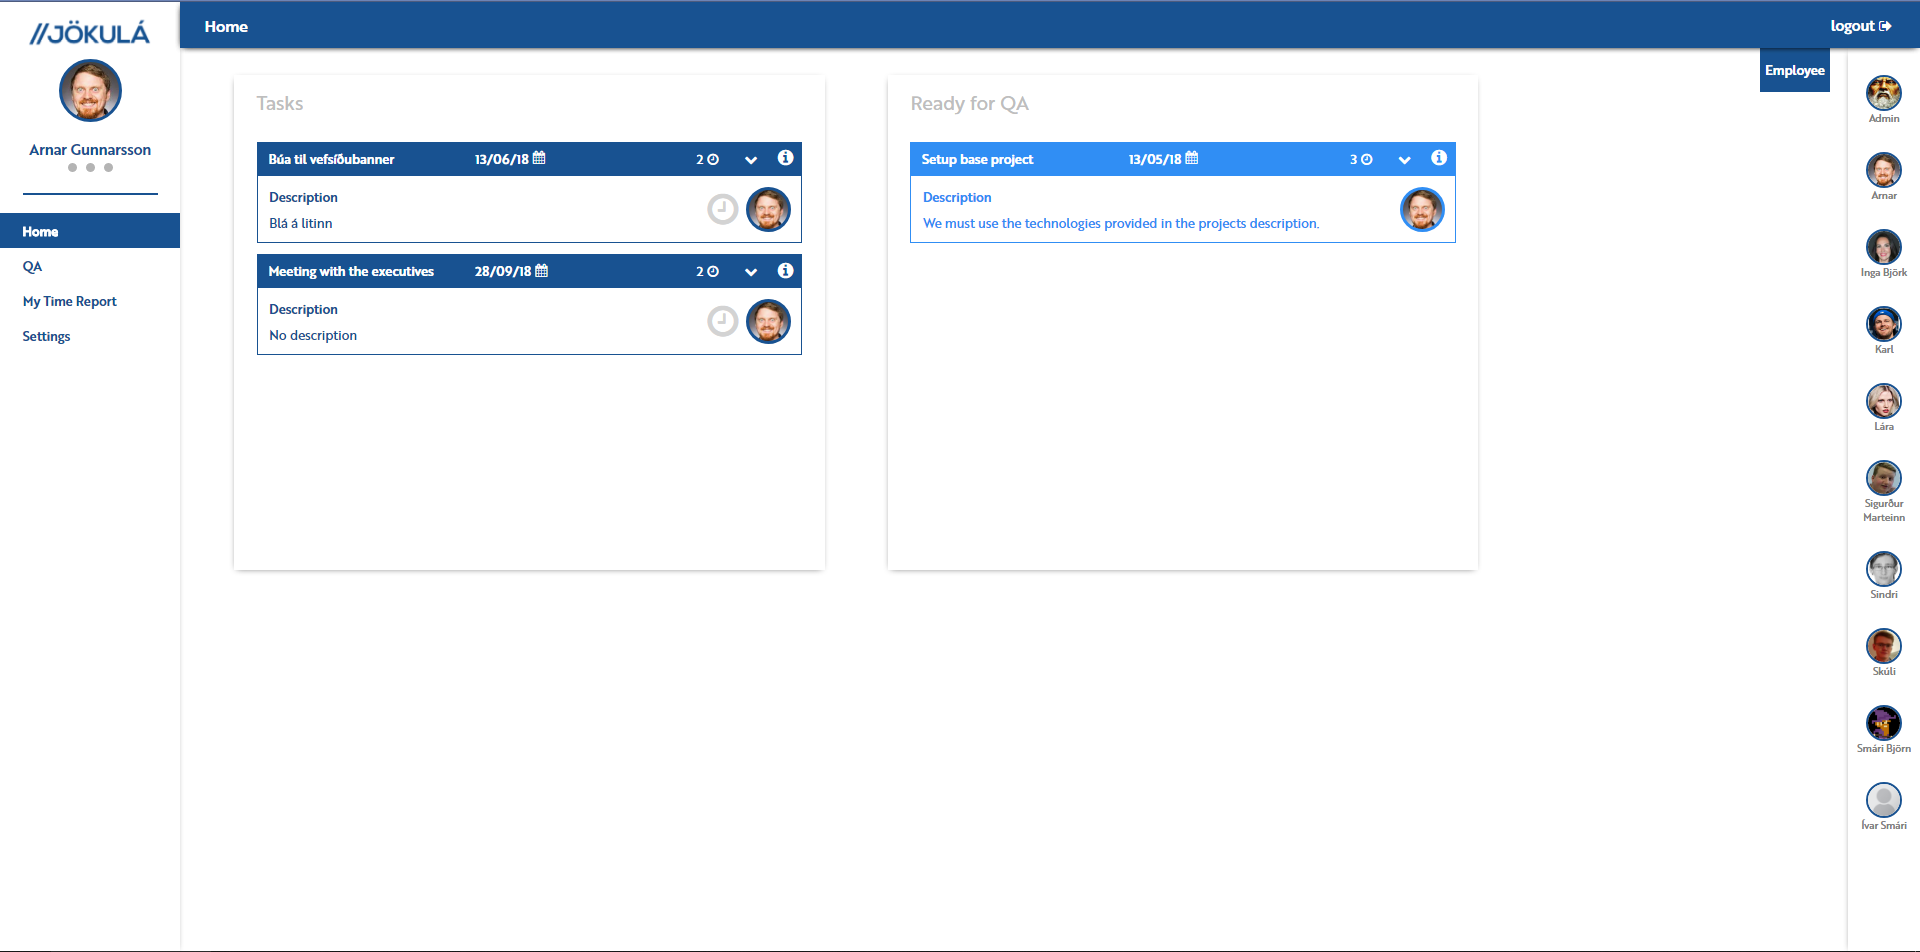 //JÖKULÁ
Arnar Gunnarsson
Home
QA
My Time Report
Settings
Home
logout
Employee
Tasks
Búa til vefsíðubanner 13/06/18 2
Description
Blá á litinn
Meeting with the executives 28/09/18 2
Description
No description
Ready for QA
Setup base project 13/05/18 3
Description
We must use the technologies provided in the projects description.
Admin
Arnar
Inga Björk
Karl
Lára
Sigurður
Marteinn
Sindri
Skúli
Smári Björn
Ívar Smári